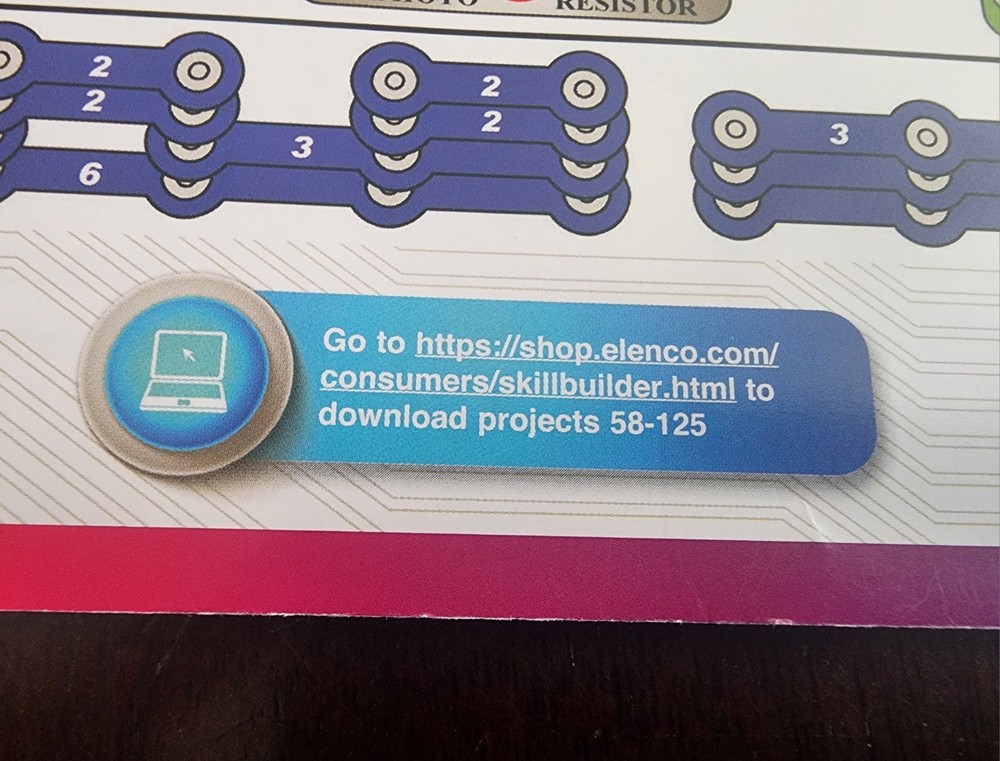 RESISTOR
2
2
2
2
3
3
6
Go to https://shop.elenco.com/
consumers/skillbuilder.html to
download projects 58-125